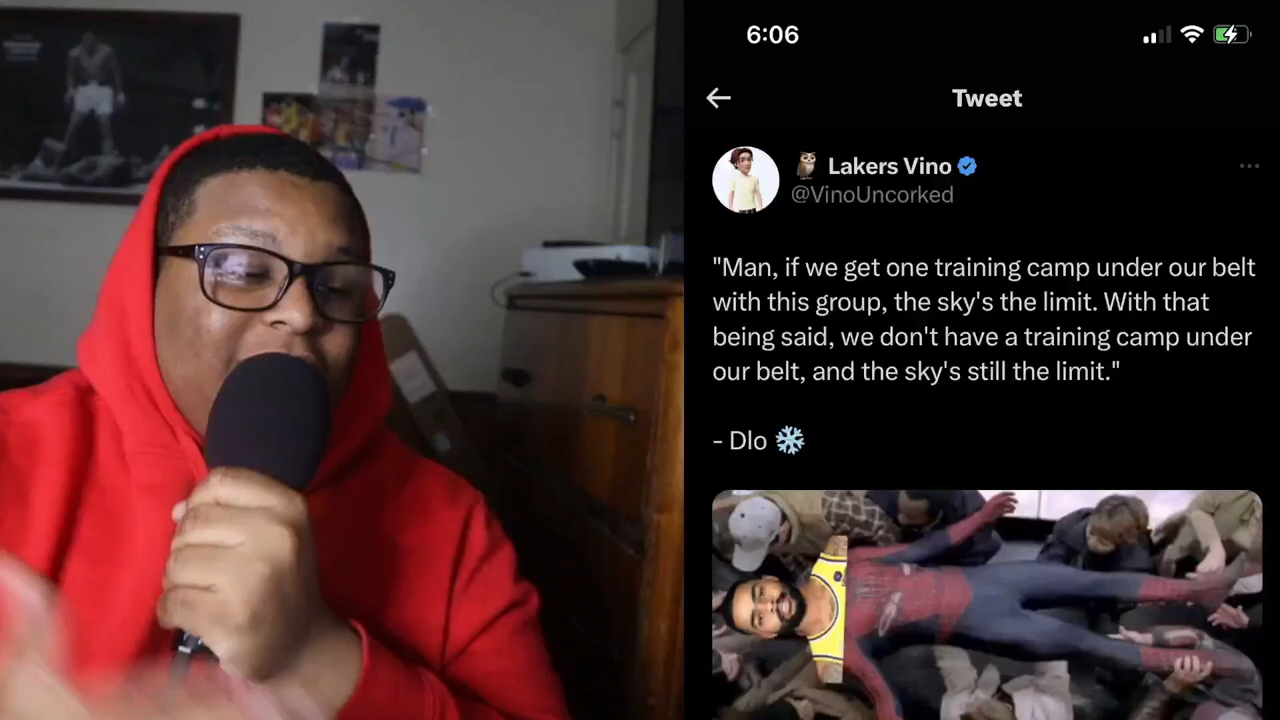 6:06
Tweet
Lakers Vino
@VinoUncorked
"Man, if we get one training camp under our belt
with this group, the sky's the limit. With that
being said, we don't have a training camp under
our belt, and the sky's still the limit."
- Dlo